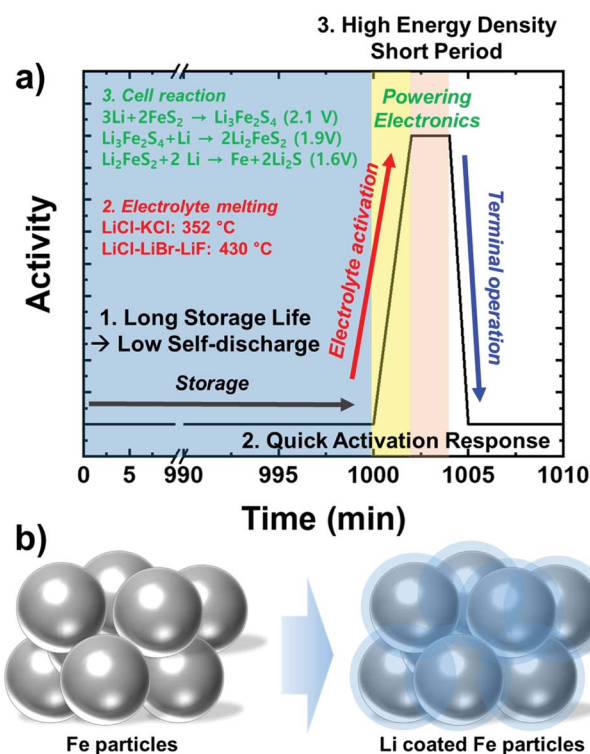 3. High Energy Density
Short Period
a)
3. Cell reaction
3Li+2FeS₂ → Li₃Fe₂S₄ (2.1 V)
Li₃Fe₂S₄+Li → 2Li₂FeS₂ (1.9V)
Li₂FeS₂+2 Li → Fe+2Li₂S (1.6V)
Powering
Electronics
2. Electrolyte melting
LiCl-KCl: 352 °C
LiCl-LiBr-LiF: 430 °C
Electrolyte activation
Terminal operation
Activity
1. Long Storage Life
→ Low Self-discharge
Storage
2. Quick Activation Response
0 5 990 995 1000 1005 1010
Time (min)
b)
Fe particles
Li coated Fe particles